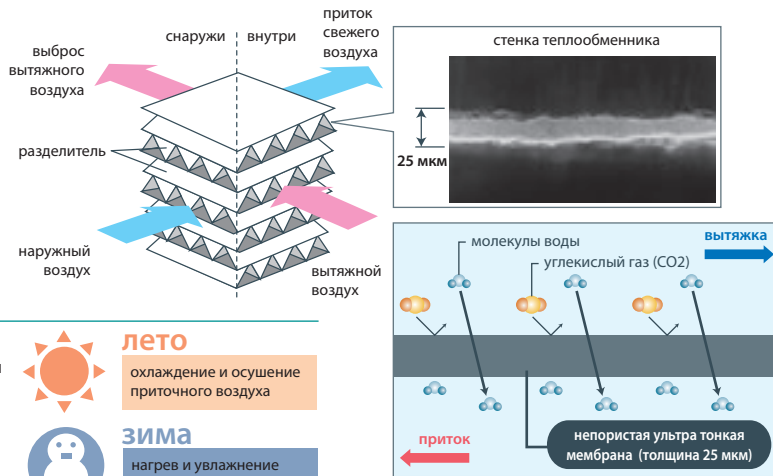 выброс
вытяжного
воздуха
снаружи
внутри
приток
свежего
воздуха
стенка теплообменника
25 мкм
разделитель
наружный
воздух
вытяжной
воздух
вытяжка
молекулы воды
углекислый газ (CO2)
приток
непористая ультра тонкая
мембрана (толщина 25 мкм)
лето
охлаждение и осушение
приточного воздуха
зима
нагрев и увлажнение